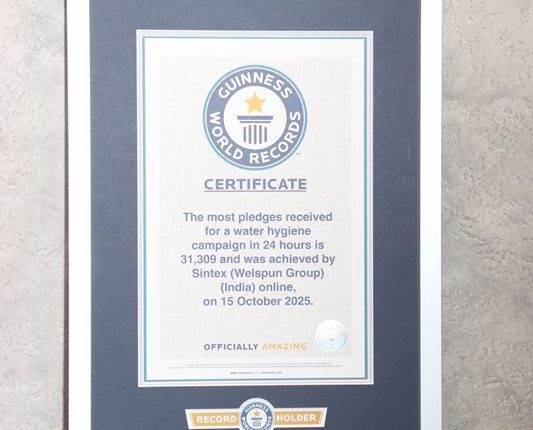 GUINNESS
WORLD RECORDS
CERTIFICATE
The most pledges received
for a water hygiene
campaign in 24 hours is
31,309 and was achieved by
Sintex (Welspun Group)
(India) online,
on 15 October 2025.
OFFICIALLY AMAZING
RECORD HOLDER
GUINNESS